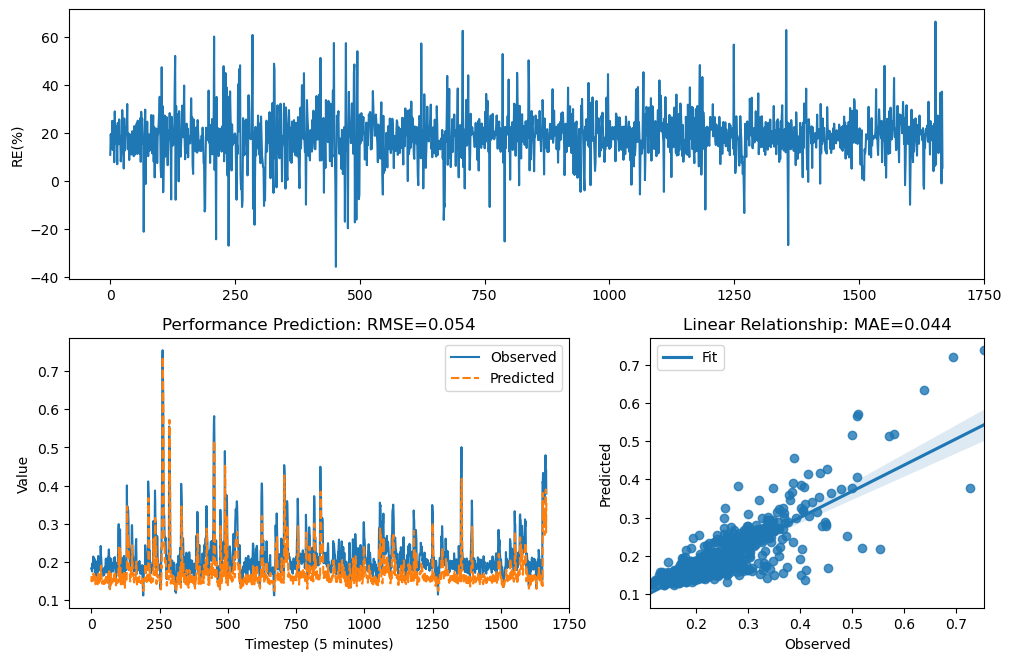 RE(%)
60
40
20
0
−20
−40
0 250 500 750 1000 1250 1500 1750
Performance Prediction: RMSE=0.054
Value
0.7
0.6
0.5
0.4
0.3
0.2
0.1
Observed
Predicted
0 250 500 750 1000 1250 1500 1750
Timestep (5 minutes)
Linear Relationship: MAE=0.044
Predicted
0.7
0.6
0.5
0.4
0.3
0.2
0.1
Fit
0.2 0.3 0.4 0.5 0.6 0.7
Observed